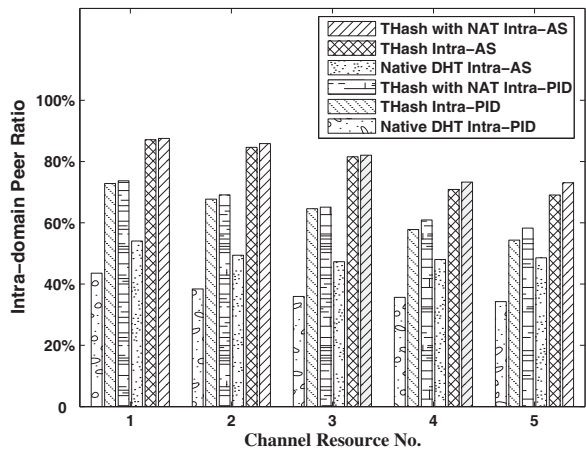 THash with NAT Intra-AS
THash Intra-AS
Native DHT Intra-AS
THash with NAT Intra-PID
THash Intra-PID
Native DHT Intra-PID
Intra-domain Peer Ratio
100%
80%
60%
40%
20%
0
1 2 3 4 5
Channel Resource No.